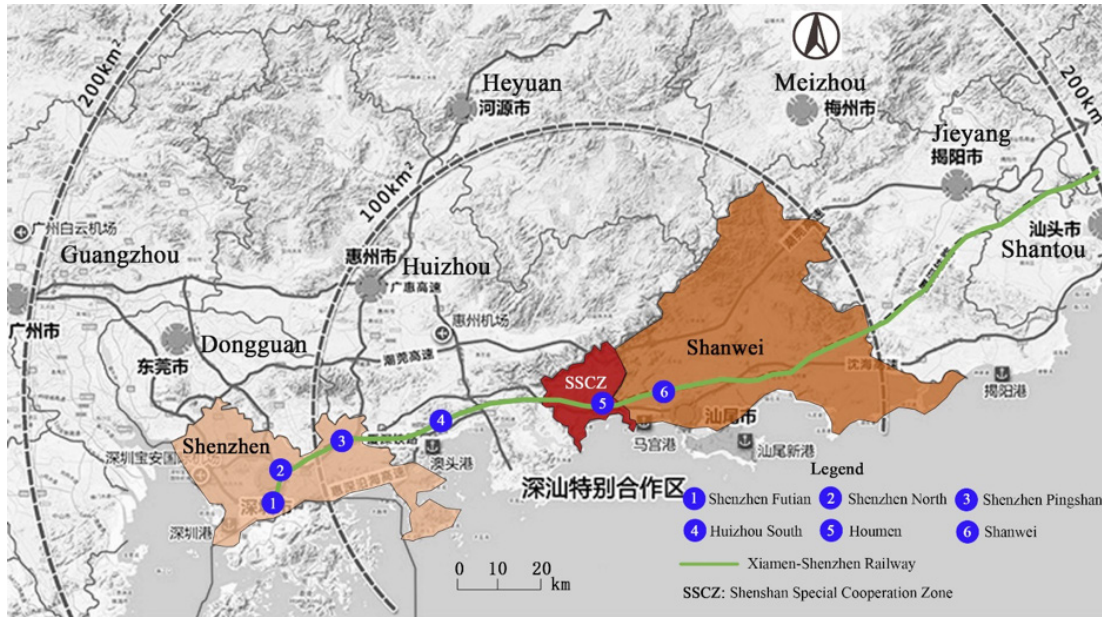 200km²
Heyuan
河源市
Meizhou
梅州市
200km
Jieyang
揭阳市
100km²
广州白云机场
惠州市
汕头市
Guangzhou
Huizhou
Shantou
广惠高速
广州市
惠州机场
Dongguan
东莞市
潮莞高速
Shanwei
沈海高速
SSCZ
揭阳港
5
6
汕尾市
4
马宫港
Shenzhen
3
澳头港
汕尾新港
深圳宝安国
2
Legend
深汕特别合作区
1
深圳港
1 Shenzhen Futian
2 Shenzhen North
3 Shenzhen Pingshan
4 Huizhou South
5 Houmen
6 Shanwei
0 10 20
km
Xiamen-Shenzhen Railway
SSCZ: Shenshan Special Cooperation Zone